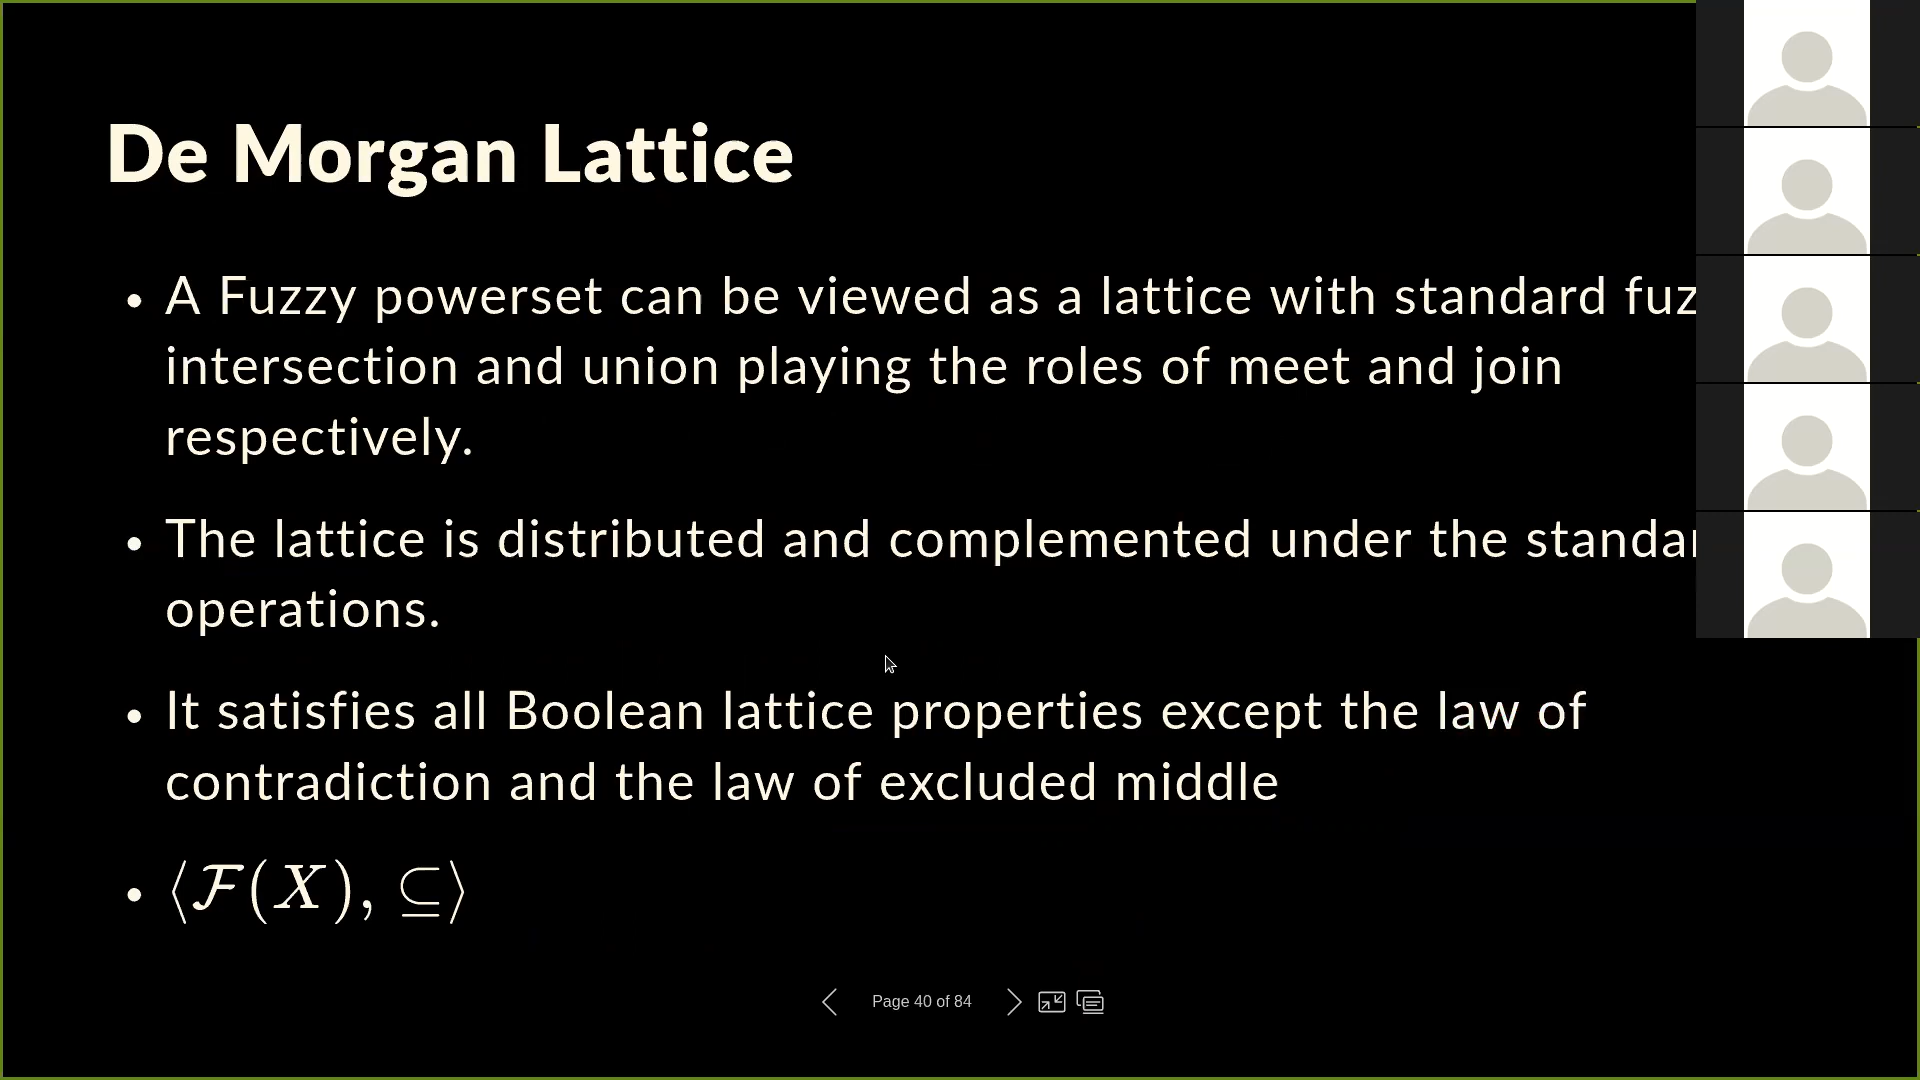 De Morgan Lattice
• A Fuzzy powerset can be viewed as a lattice with standard
intersection and union playing the roles of meet and join
respectively.
• The lattice is distributed and complemented under the
operations.
• It satisfies all Boolean lattice properties except the law of
contradiction and the law of excluded middle
• ⟨ℱ(X), ⊆⟩
Page 40 of 84